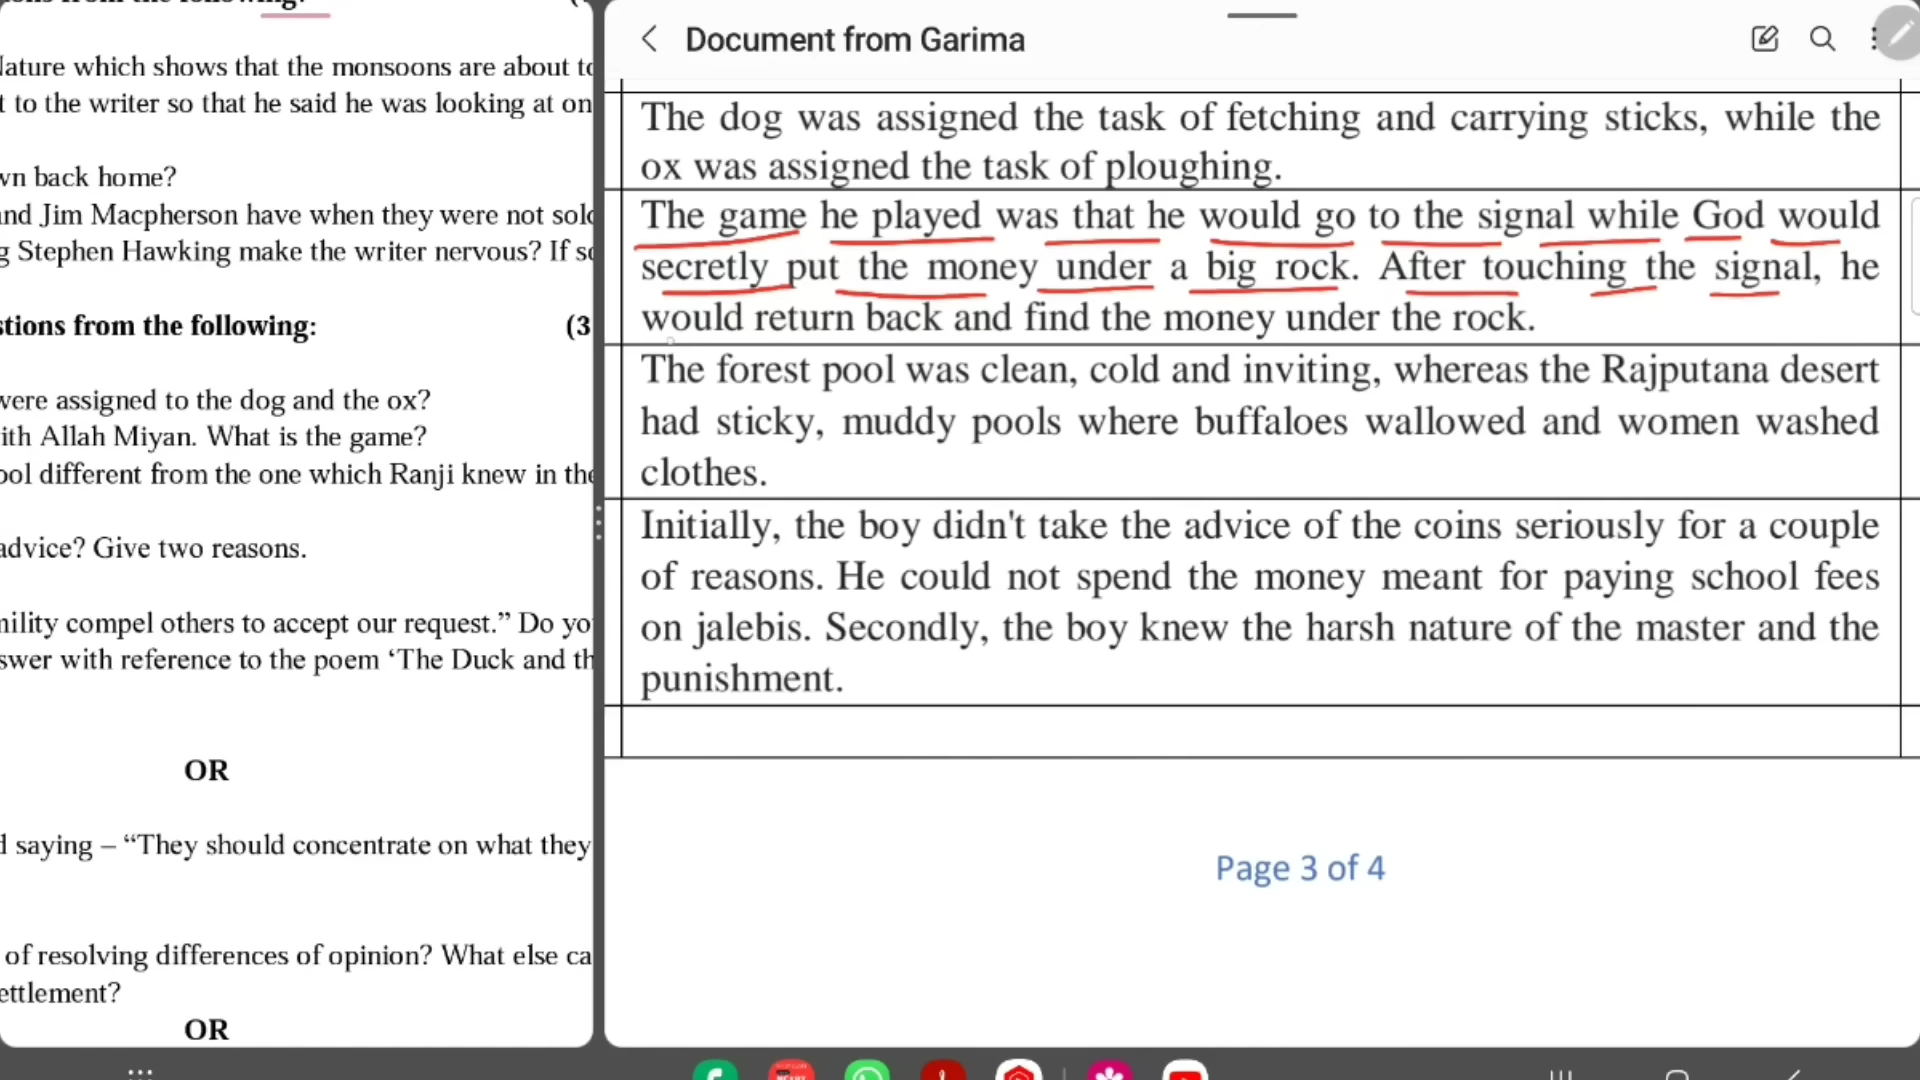 Nature which shows that the monsoons are about to
t to the writer so that he said he was looking at on
wn back home?
and Jim Macpherson have when they were not sold
g Stephen Hawking make the writer nervous? If so
stions from the following:
(3
were assigned to the dog and the ox?
ith Allah Miyan. What is the game?
ool different from the one which Ranji knew in the
advice? Give two reasons.
mility compel others to accept our request.” Do yo
swer with reference to the poem ‘The Duck and th
OR
d saying – “They should concentrate on what they
of resolving differences of opinion? What else ca
ettlement?
OR
Document from Garima
The dog was assigned the task of fetching and carrying sticks, while the
ox was assigned the task of ploughing.
The game he played was that he would go to the signal while God would
secretly put the money under a big rock. After touching the signal, he
would return back and find the money under the rock.
The forest pool was clean, cold and inviting, whereas the Rajputana desert
had sticky, muddy pools where buffaloes wallowed and women washed
clothes.
Initially, the boy didn't take the advice of the coins seriously for a couple
of reasons. He could not spend the money meant for paying school fees
on jalebis. Secondly, the boy knew the harsh nature of the master and the
punishment.
Page 3 of 4